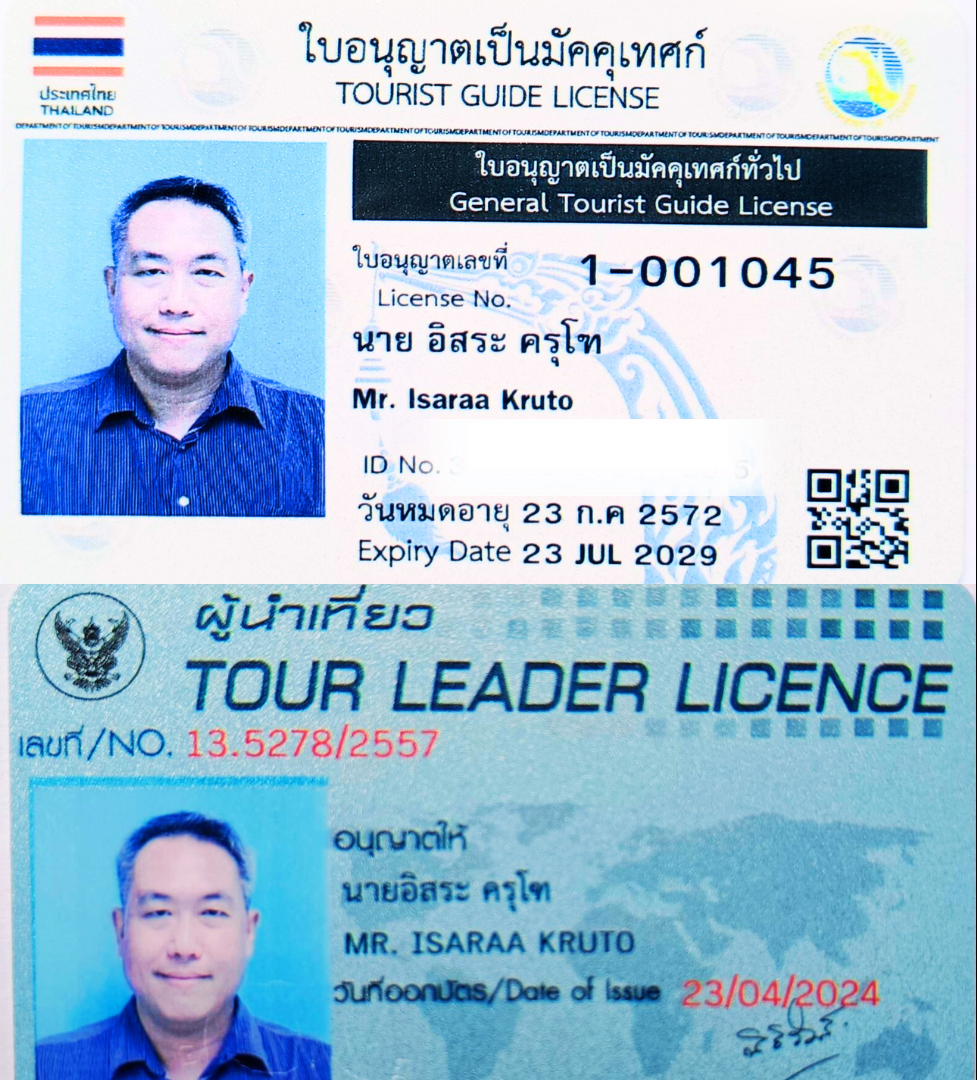 ใบอนุญาตเป็นมัคคุเทศก์
TOURIST GUIDE LICENSE
ประเทศไทย
THAILAND
DEPARTMENT OF TOURISMDEPARTMENT OF TOURISMDEPARTMENT OF TOURISMDEPARTMENT OF TOURISMDEPARTMENT OF TOURISMDEPARTMENT OF TOURISMDEPARTMENT OF TOURISMDEPARTMENT
ใบอนุญาตเป็นมัคคุเทศก์ทั่วไป
General Tourist Guide License
ใบอนุญาตเลขที่ 1-001045
License No.
นาย อิสระ ครุโฑ
Mr. Isaraa Kruto
ID No. 3 5
วันหมดอายุ 23 ก.ค 2572
Expiry Date 23 JUL 2029
ผู้นำเที่ยว
TOUR LEADER LICENCE
เลขที่/NO. 13.5278/2557
อนุญาตให้
นายอิสระ ครุโฑ
MR. ISARAA KRUTO
วันที่ออกบัตร/Date of Issue 23/04/2024